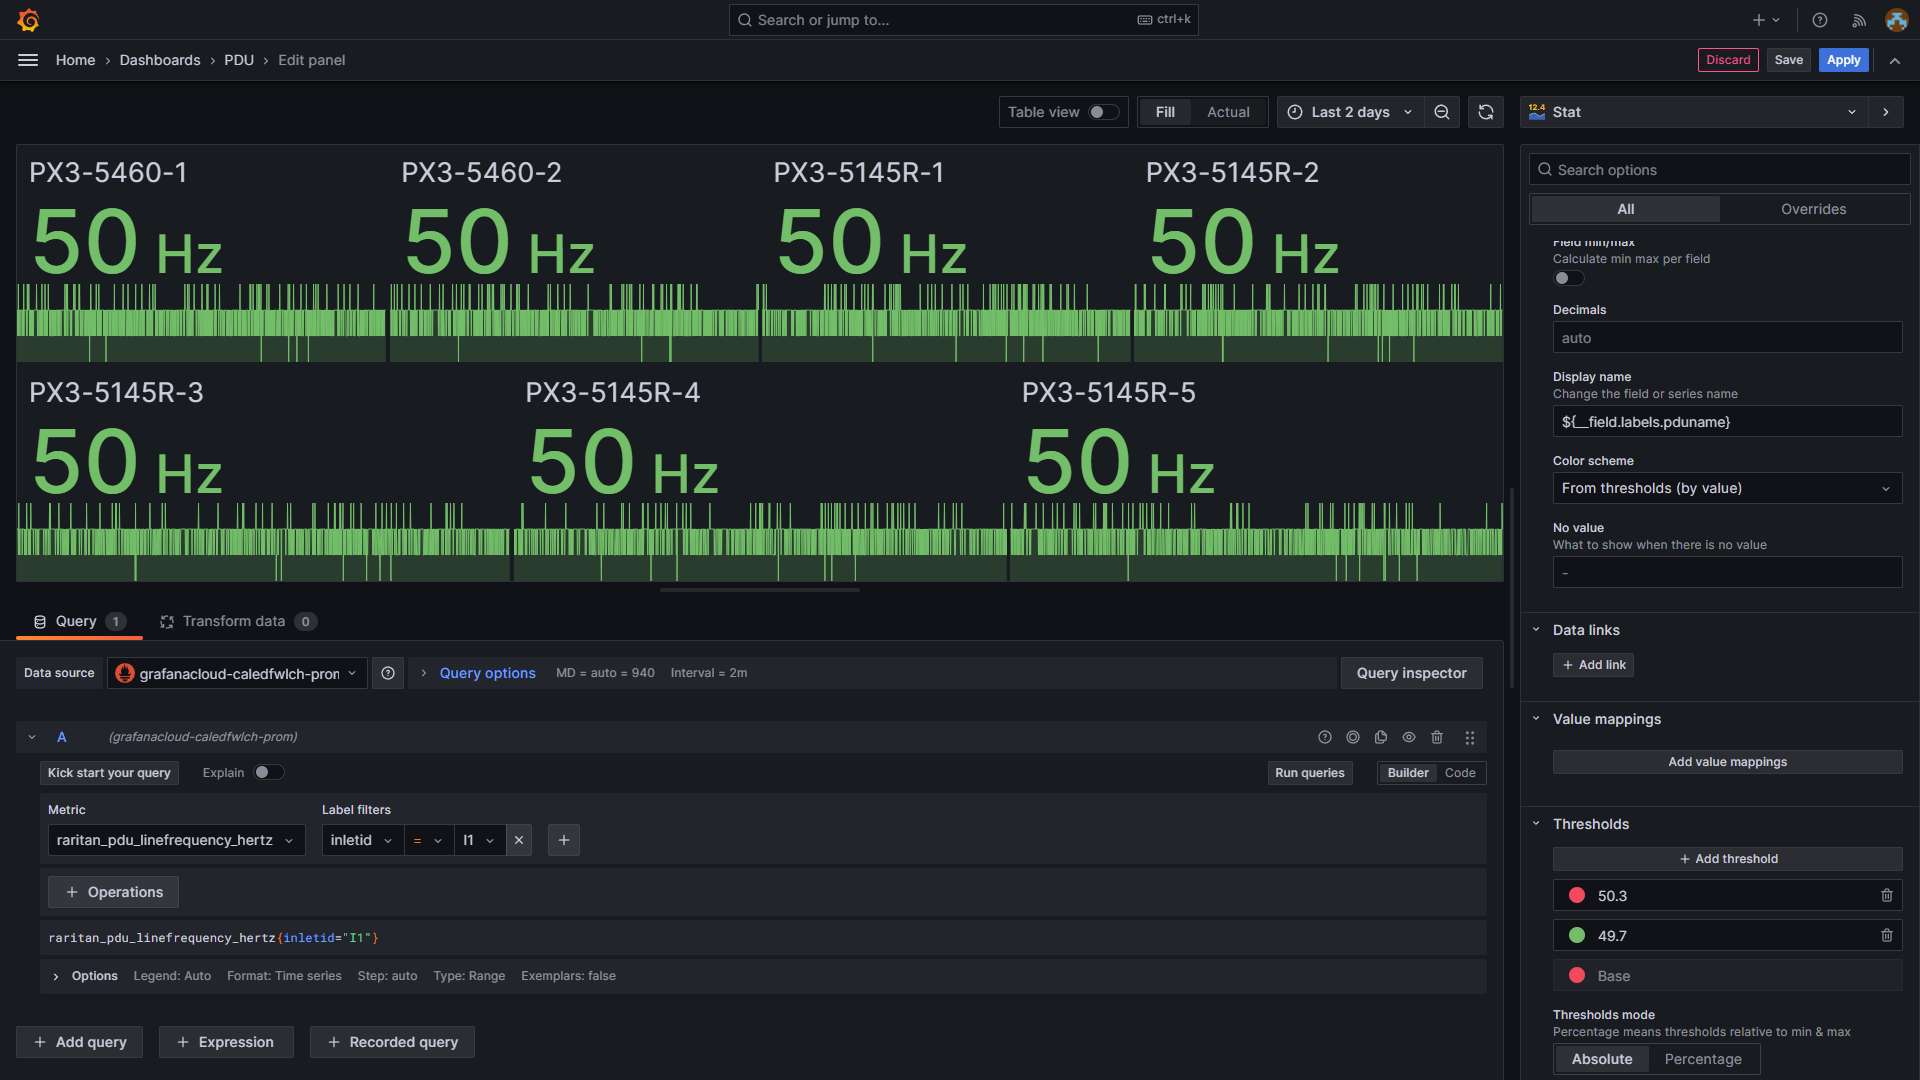 Search or jump to...
ctrl+k
Home › Dashboards › PDU › Edit panel
Discard
Save
Apply
Table view
Fill
Actual
Last 2 days
12.4
Stat
PX3-5460-1
50 Hz
PX3-5460-2
50 Hz
PX3-5145R-1
50 Hz
PX3-5145R-2
50 Hz
PX3-5145R-3
50 Hz
PX3-5145R-4
50 Hz
PX3-5145R-5
50 Hz
Search options
All
Overrides
Field min/max
Calculate min max per field
Decimals
auto
Display name
Change the field or series name
${__field.labels.pduname}
Color scheme
From thresholds (by value)
No value
What to show when there is no value
-
Data links
+ Add link
Value mappings
Add value mappings
Thresholds
+ Add threshold
50.3
49.7
Base
Thresholds mode
Percentage means thresholds relative to min & max
Absolute
Percentage
Query 1
Transform data 0
Data source
grafanacloud-caledfwlch-pron
Query options
MD = auto = 940
Interval = 2m
Query inspector
A
(grafanacloud-caledfwlch-prom)
Kick start your query
Explain
Run queries
Builder
Code
Metric
Label filters
raritan_pdu_linefrequency_hertz
inletid
=
I1
+ Operations
raritan_pdu_linefrequency_hertz{inletid="I1"}
Options
Legend: Auto
Format: Time series
Step: auto
Type: Range
Exemplars: false
+ Add query
+ Expression
+ Recorded query